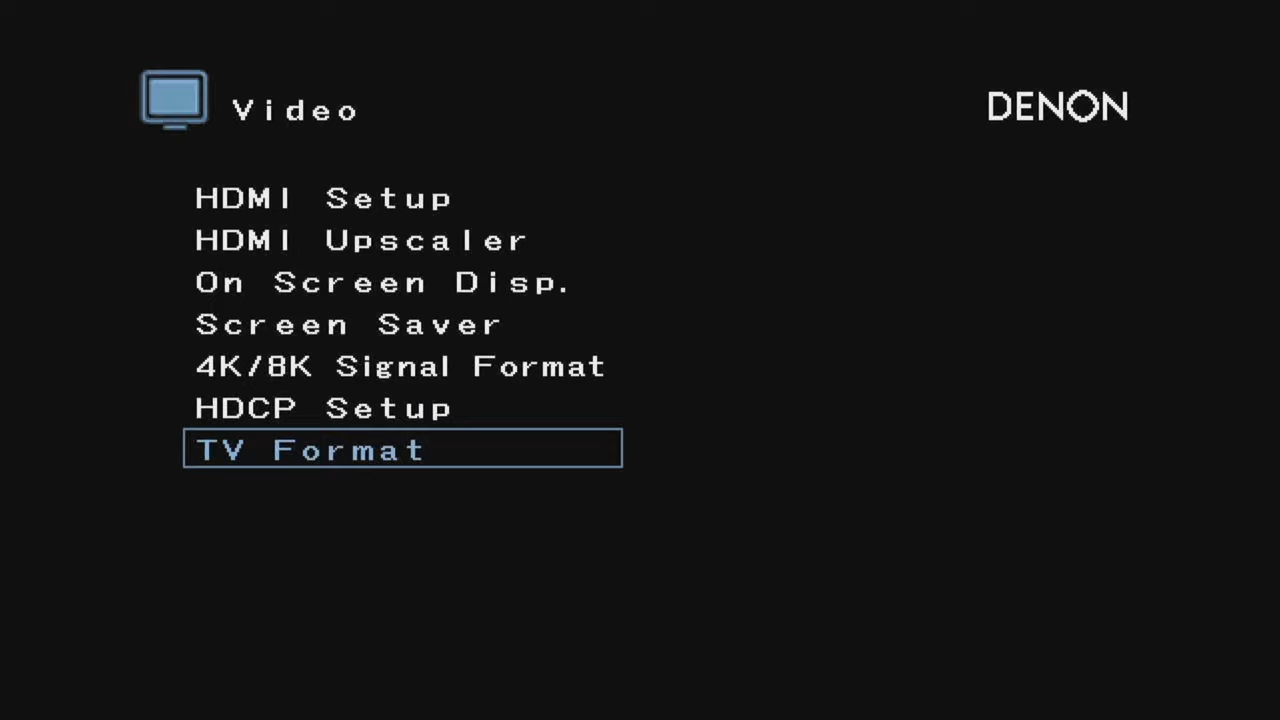 Video
DENON
HDMI Setup
HDMI Upscaler
On Screen Disp.
Screen Saver
4K/8K Signal Format
HDCP Setup
TV Format